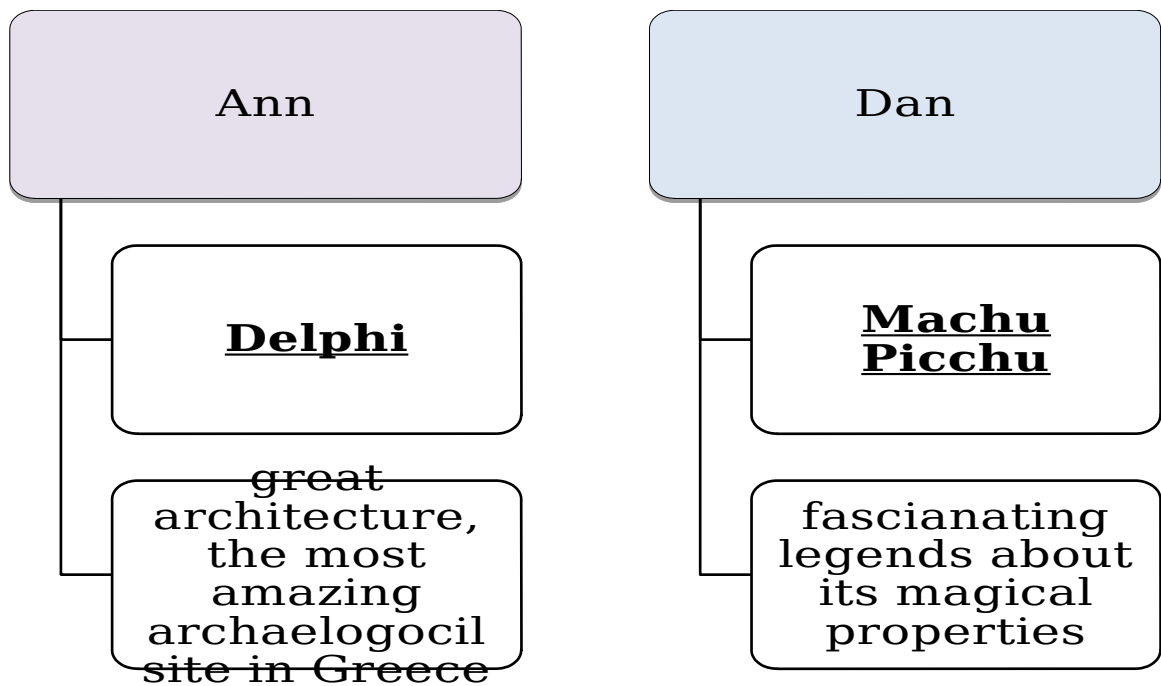 Ann
Delphi
great
architecture,
the most
amazing
archaelogocil
site in Greece
Dan
Machu
Picchu
fascianating
legends about
its magical
properties